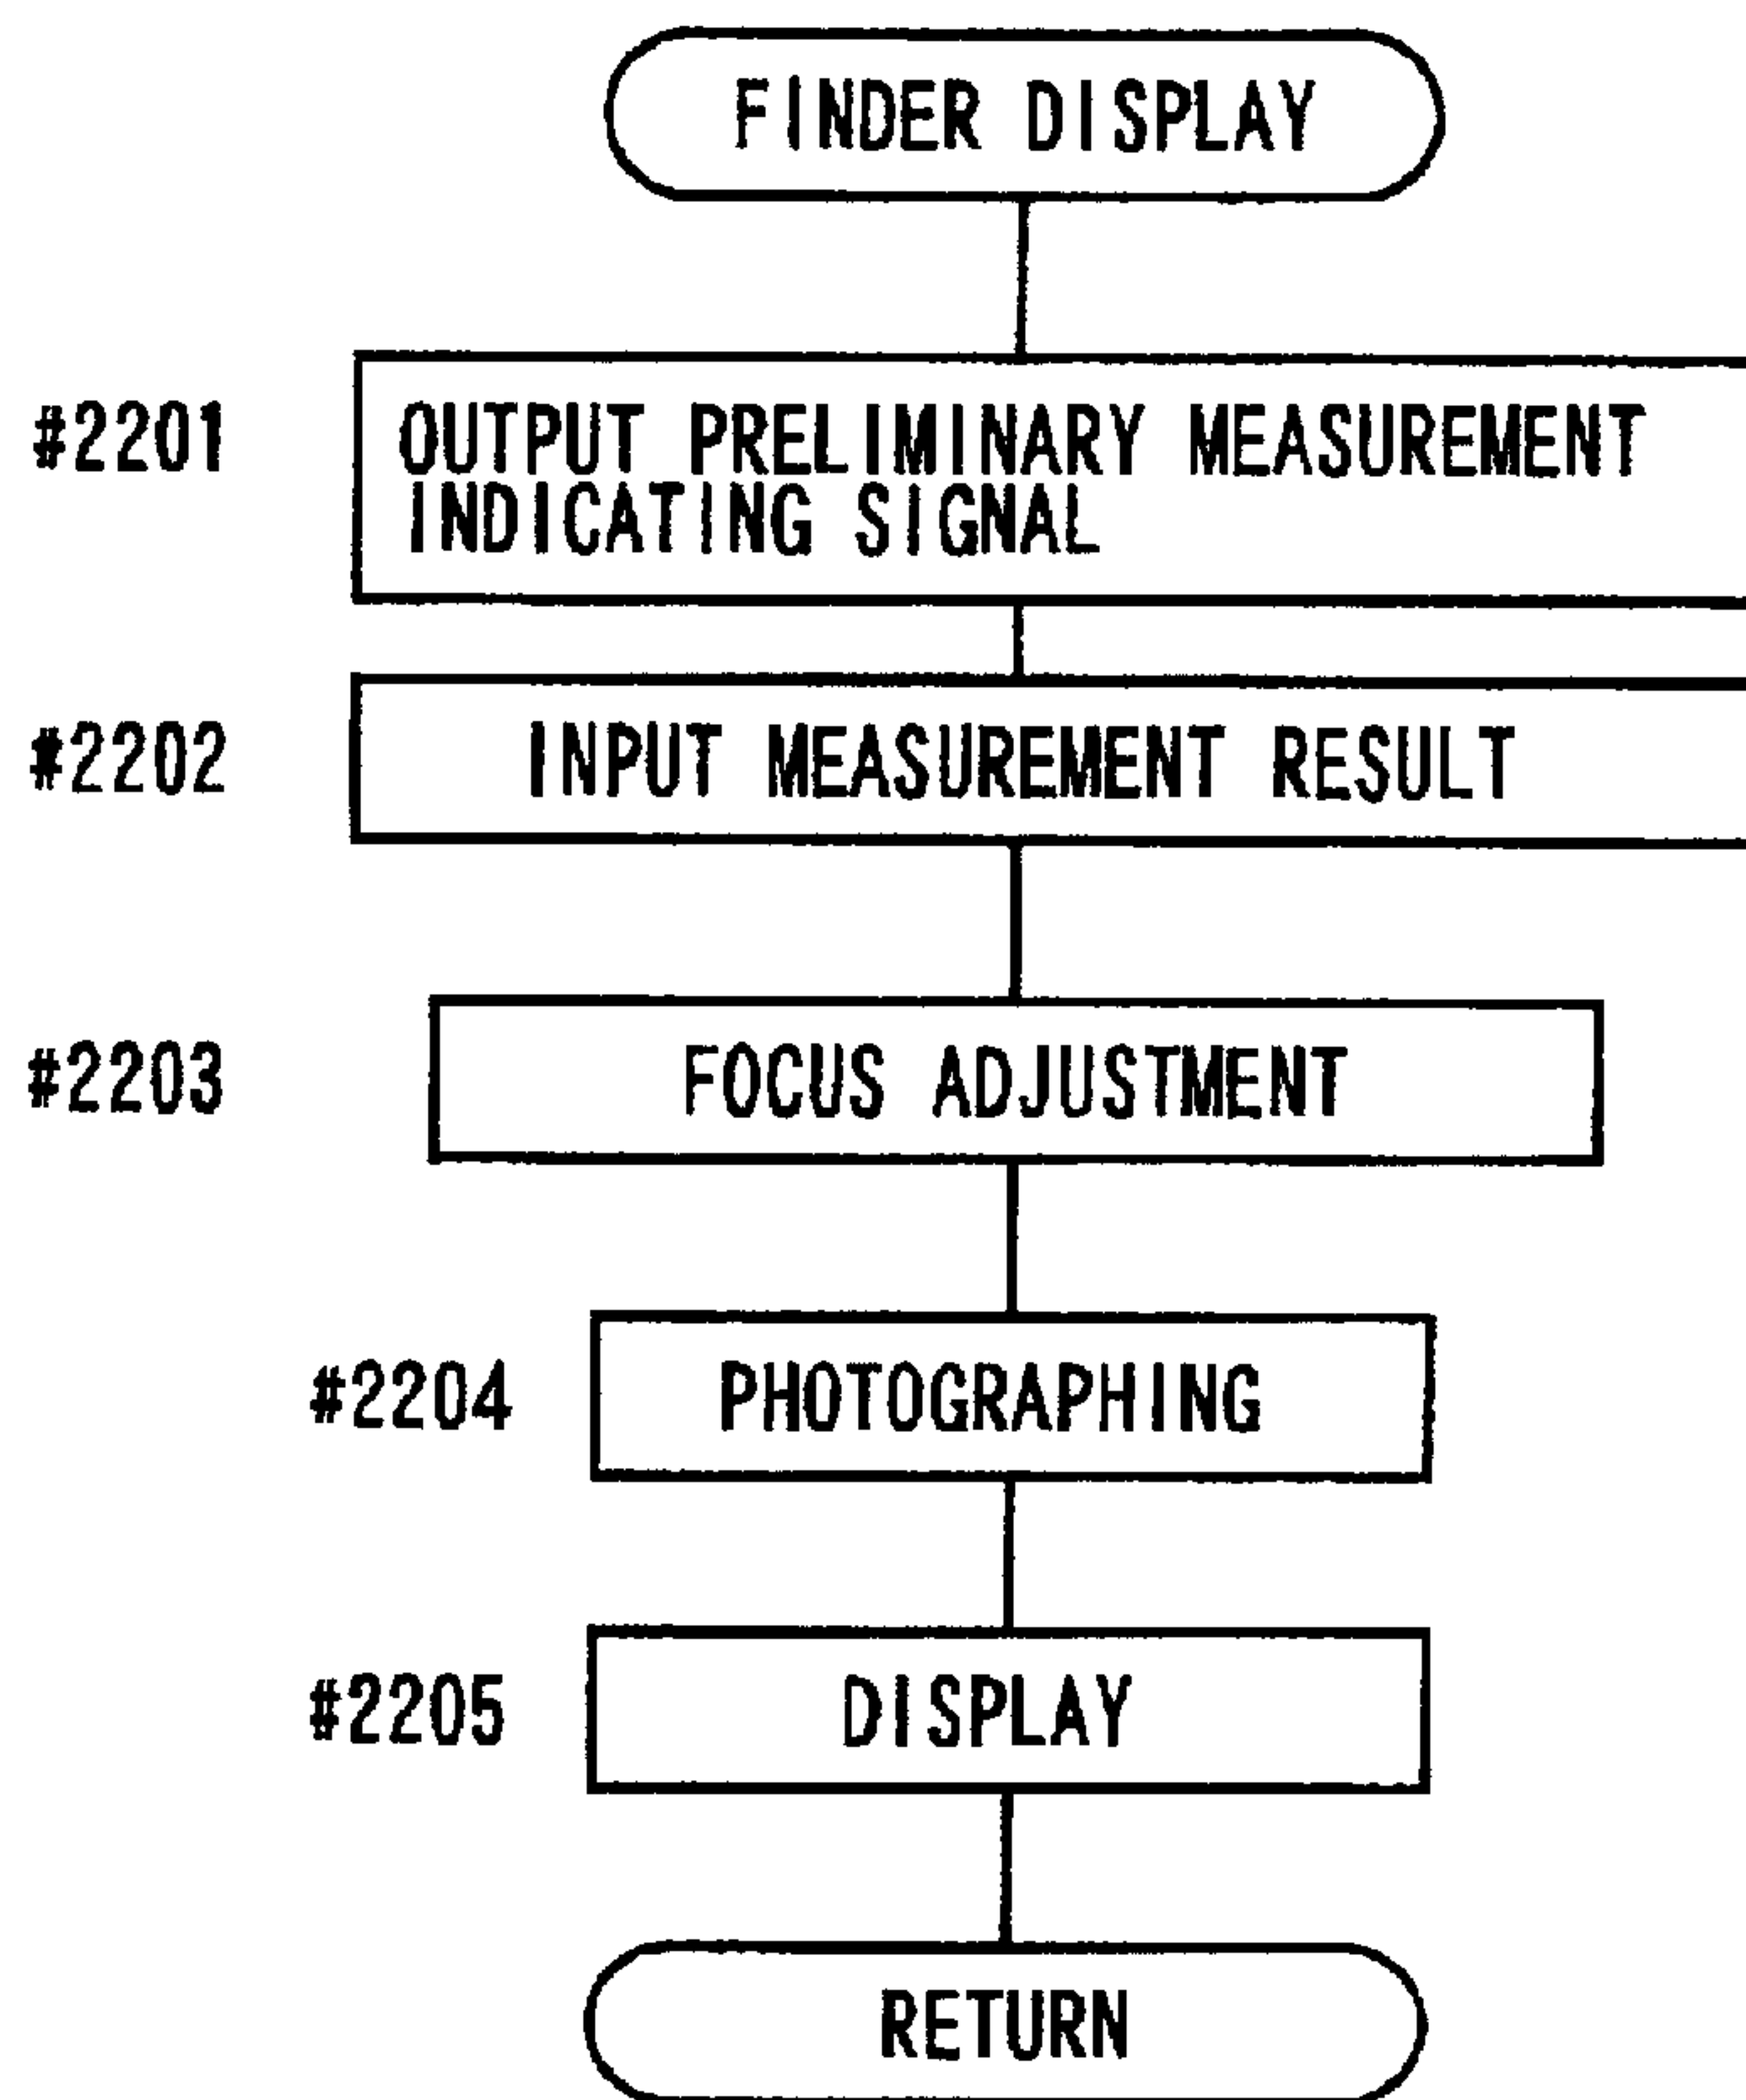 FINDER DISPLAY
#2201
OUTPUT PRELIMINARY MEASUREMENT
INDICATING SIGNAL
#2202
INPUT MEASUREMENT RESULT
#2203
FOCUS ADJUSTMENT
#2204
PHOTOGRAPHING
#2205
DISPLAY
RETURN